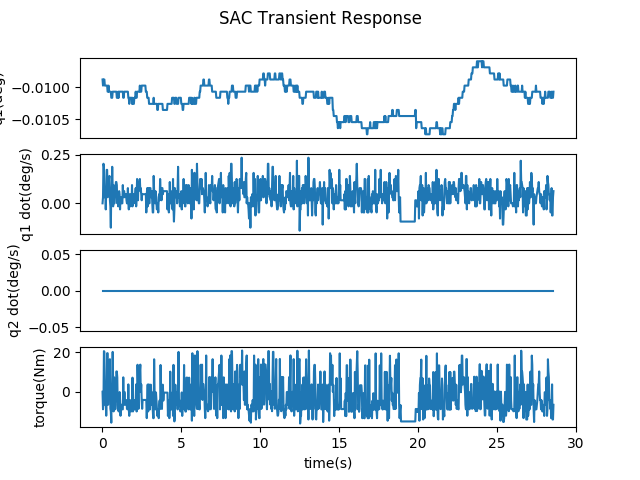 SAC Transient Response
−0.0100
−0.0105
0.25
0.00
q1 dot(deg/s)
0.05
0.00
−0.05
q2 dot(deg/s)
20
0
torque(Nm)
0 5 10 15 20 25 30
time(s)